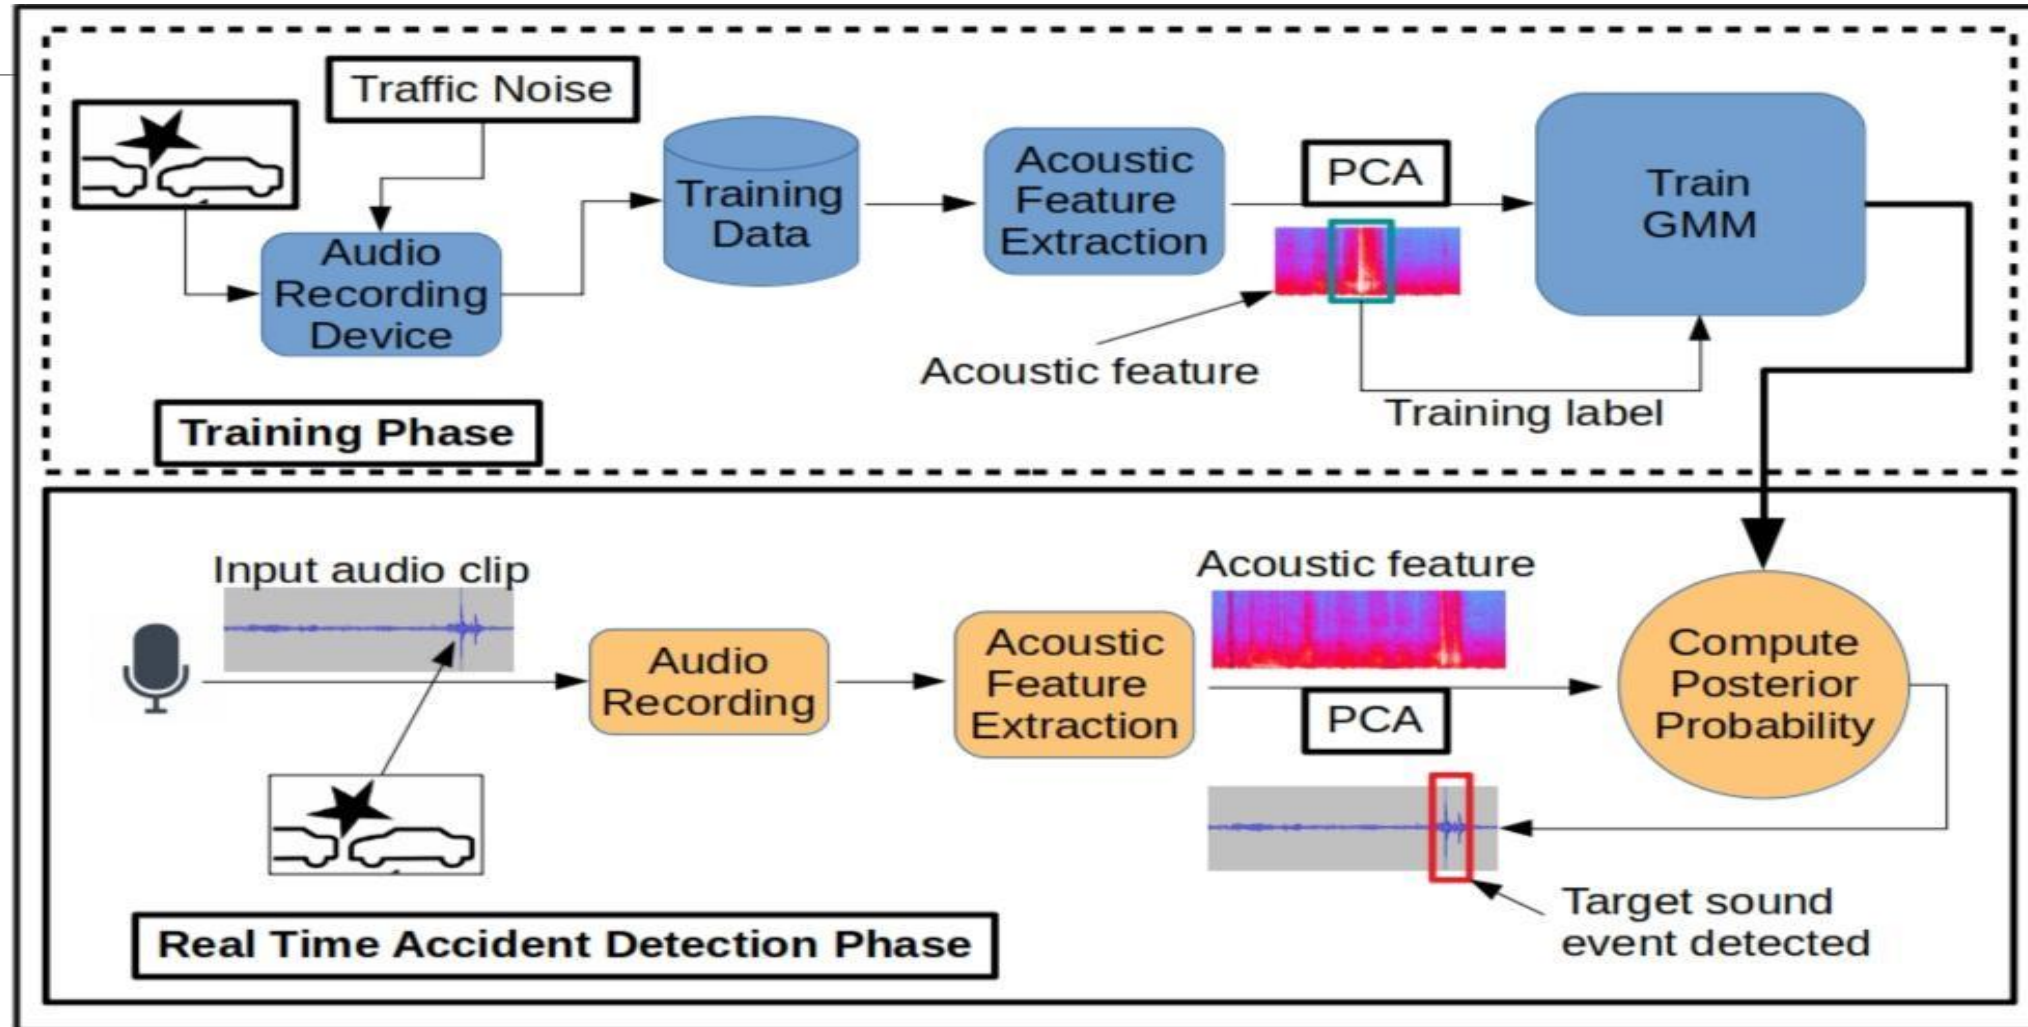 Traffic Noise
Audio
Recording
Device
Training
Data
Acoustic
Feature
Extraction
PCA
Train
GMM
Acoustic feature
Training label
Training Phase
Input audio clip
Audio
Recording
Acoustic
Feature
Extraction
Acoustic feature
PCA
Compute
Posterior
Probability
Target sound
event detected
Real Time Accident Detection Phase